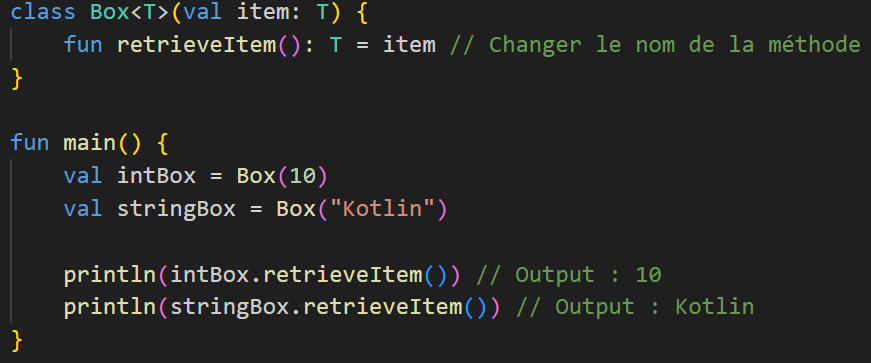 class Box<T>(val item: T) {
    fun retrieveItem(): T = item // Changer le nom de la méthode
}

fun main() {
    val intBox = Box(10)
    val stringBox = Box("Kotlin")

    println(intBox.retrieveItem()) // Output : 10
    println(stringBox.retrieveItem()) // Output : Kotlin
}